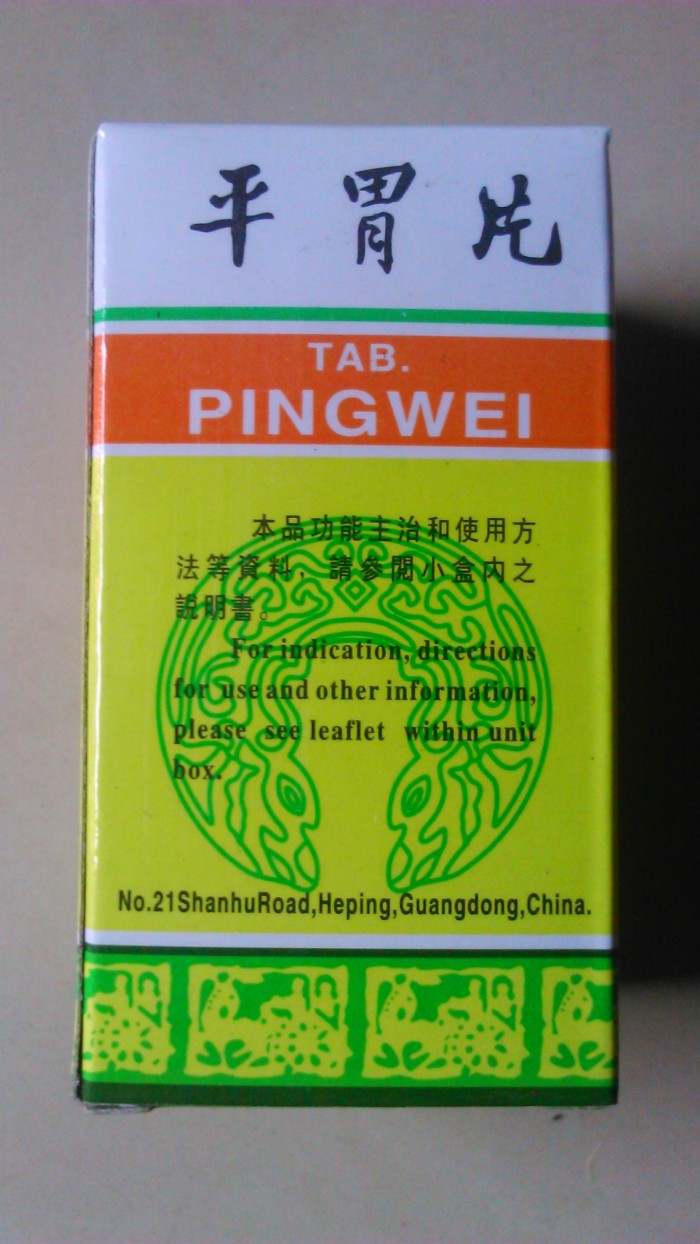 平胃片
TAB.
PINGWEI
本品功能主治和使用方
法等資料，請參閲小盒内之
説明書。
For indication, directions
for use and other information,
please see leaflet within unit
box.
No.21ShanhuRoad,Heping,Guangdong,China.